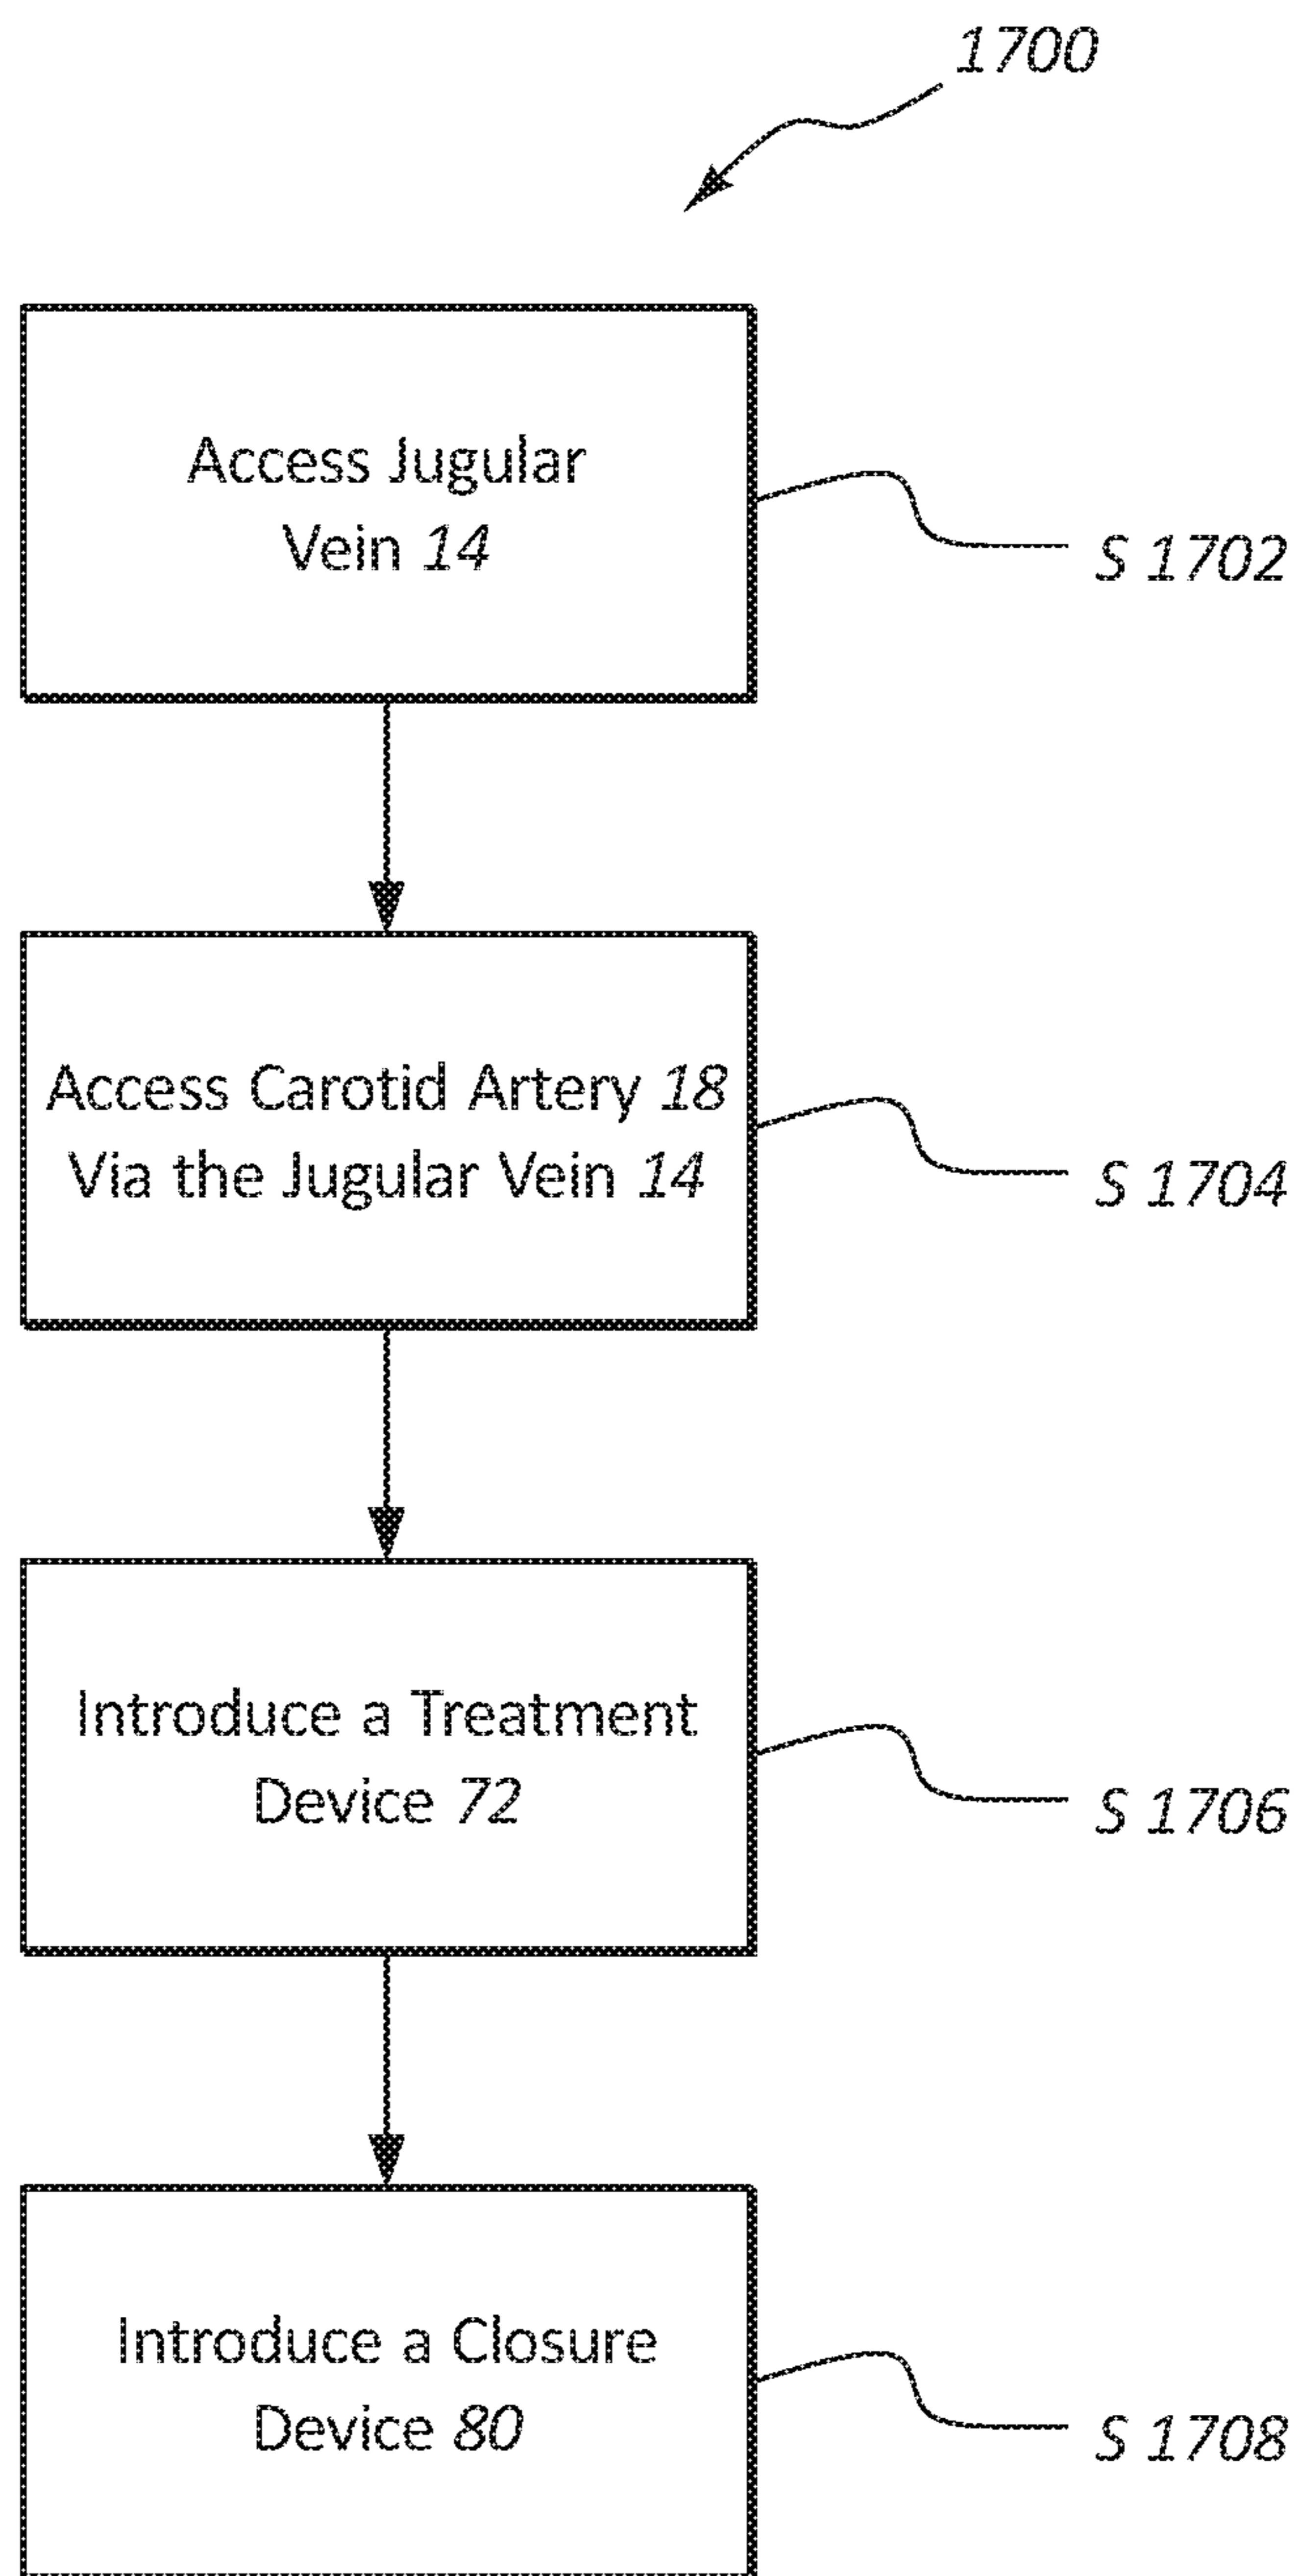 1700
Access Jugular
Vein 14
S 1702
Access Carotid Artery 18
Via the Jugular Vein 14
S 1704
Introduce a Treatment
Device 72
S 1706
Introduce a Closure
Device 80
S 1708